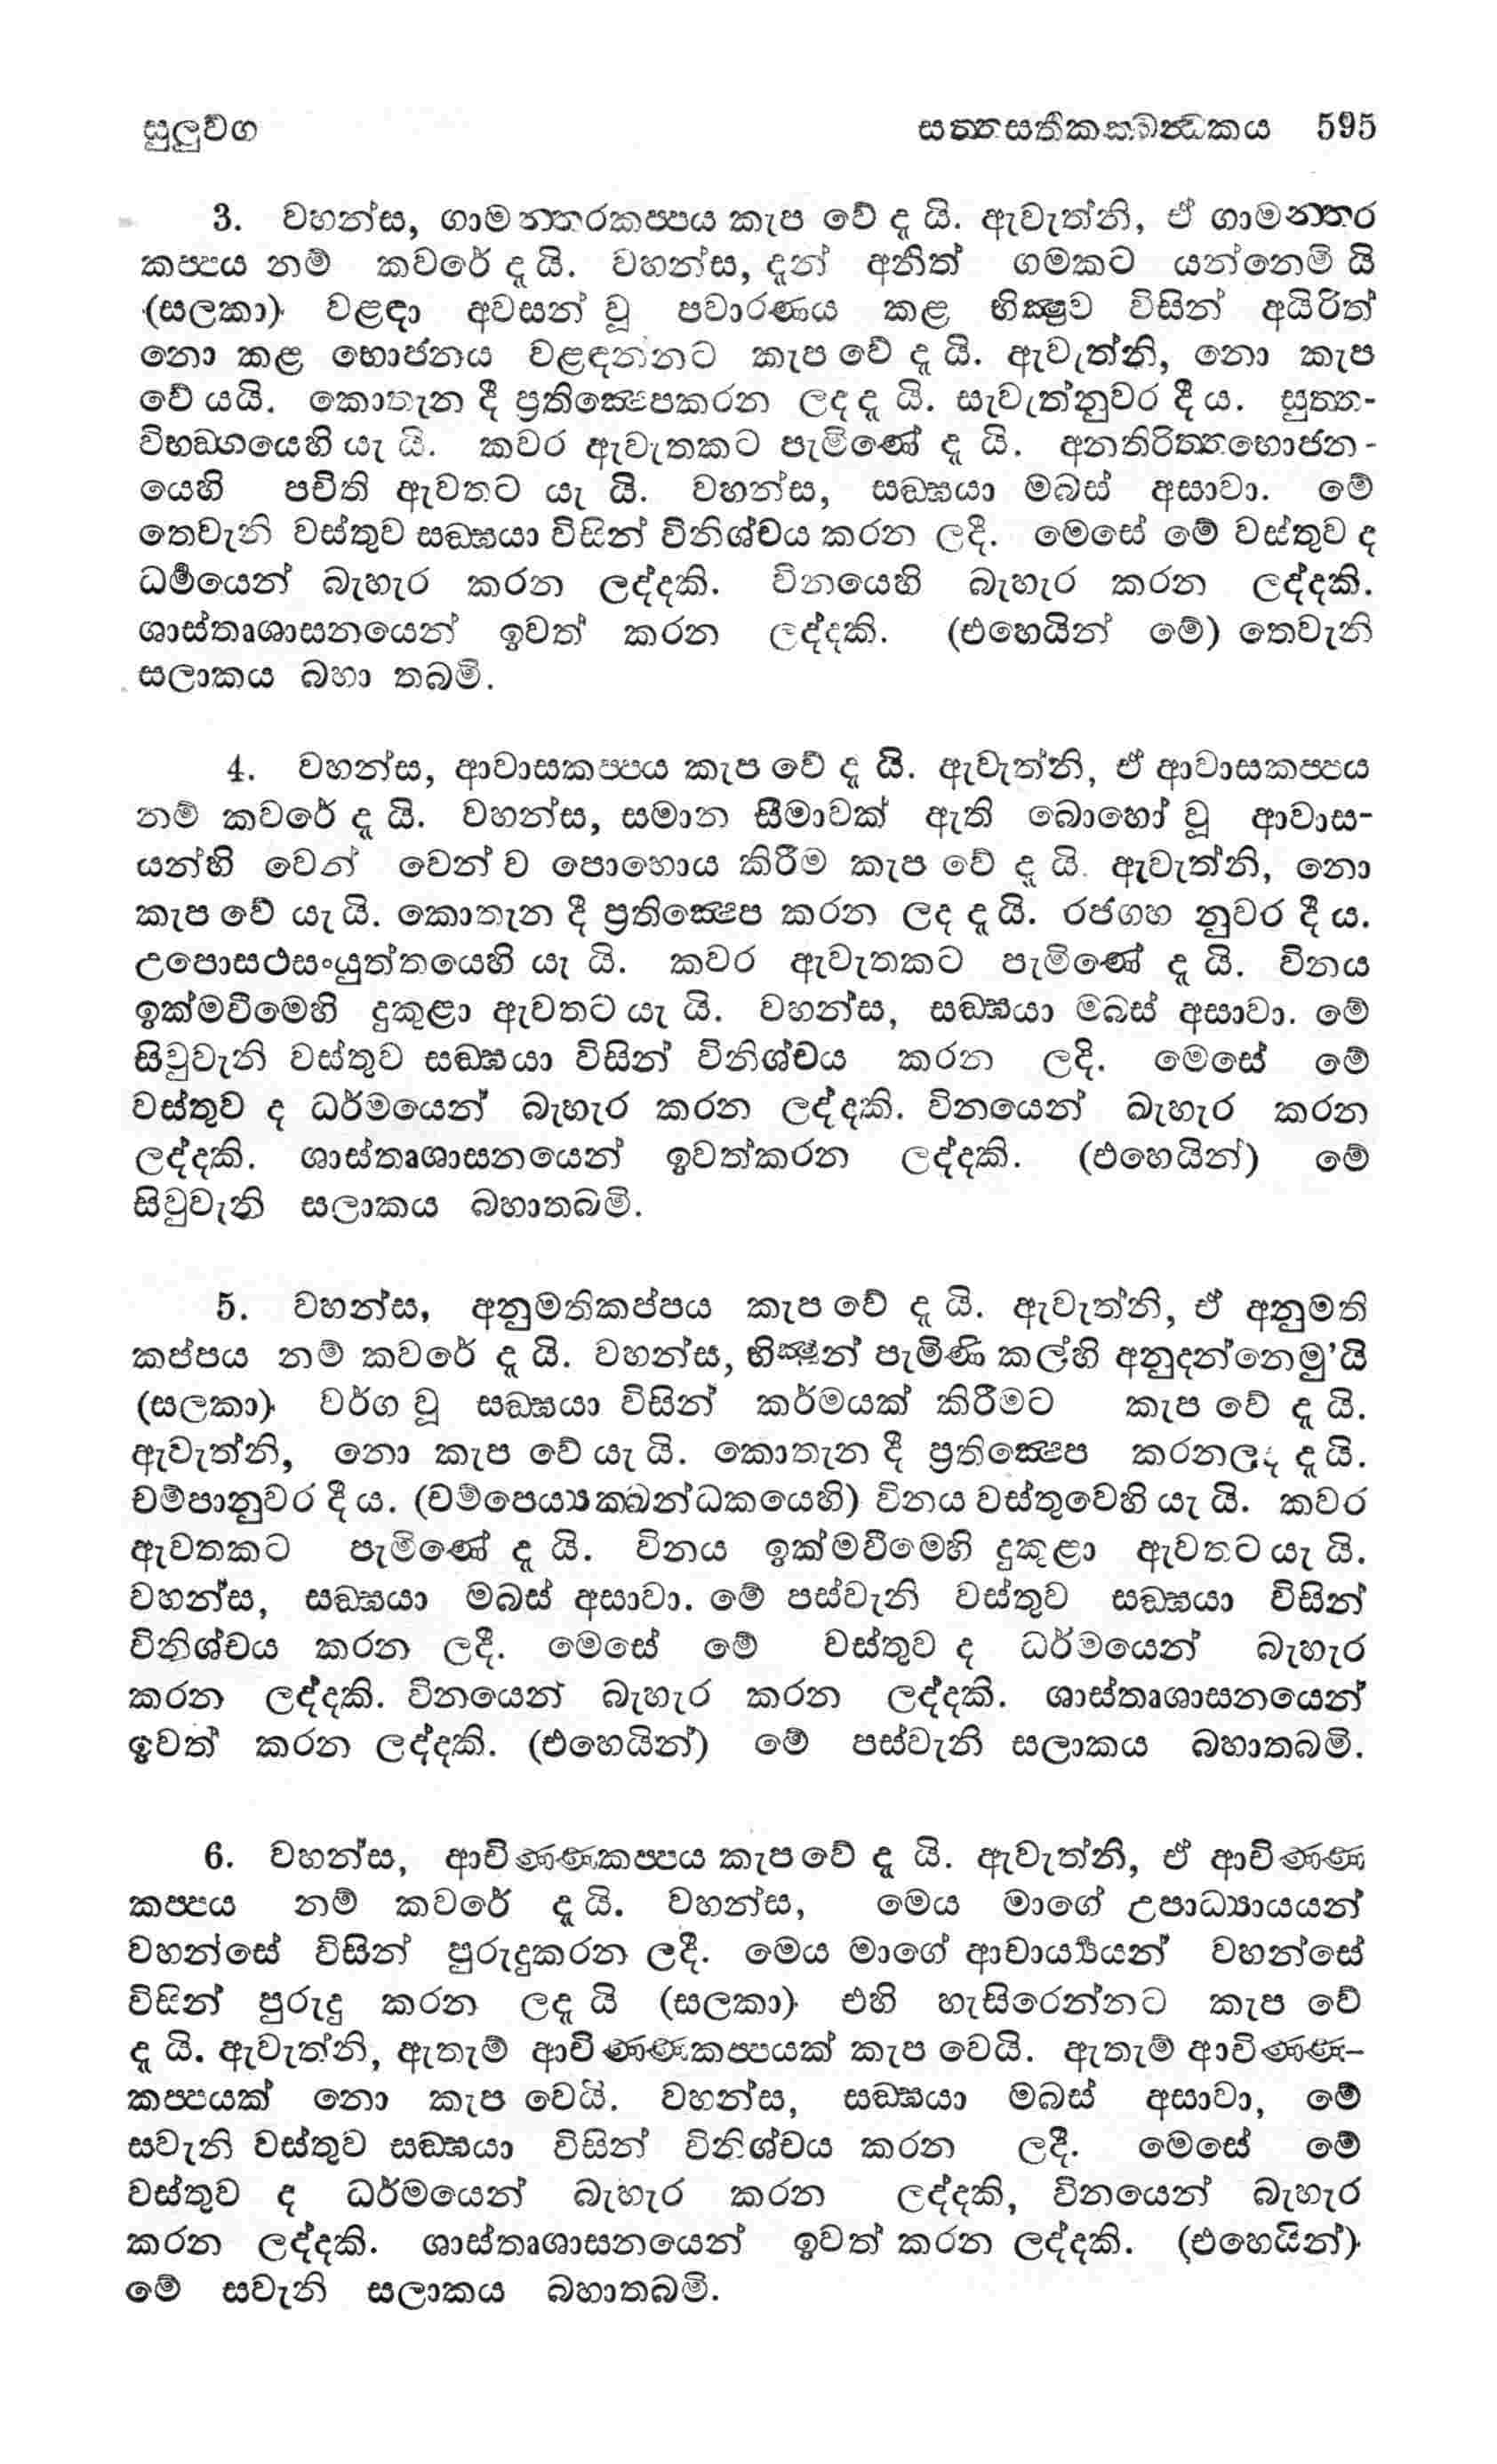 සුලුවර්‍ග සත්තසතිකක්ඛන්ධකය 595
3. වහන්ස, ගාමන්තරකප්පය කැප වේ දැ යි. ඇවැත්නි, ඒ ගාමන්තර
කප්පය නම් කවරේ දැ යි. වහන්ස, දැන් අනිත් ගමකට යන්නෙමි යි
(සලකා) වළඳා අවසන් වූ පවාරණය කළ භික්‍ෂුව විසින් අයිරිත්
නො කළ භොජනය වළඳන්නට කැප වේ දැ යි. ඇවැත්නි, නො කැප
වේ යයි. කොතැන දී ප්‍රතික්‍ෂෙපකරන ලද දැ යි. සැවැත්නුවර දී ය. සුත්ත-
විභඞ්ගයෙහි යැ යි. කවර ඇවැතකට පැමිණේ දැ යි. අනතිරිත්තභොජන-
යෙහි පචිති ඇවතට යැ යි. වහන්ස, සඞ්ඝයා මබස් අසාවා. මේ
තෙවැනි වස්තුව සඞ්ඝයා විසින් විනිශ්චය කරන ලදී. මෙසේ මේ වස්තුව ද
ධර්‍මයෙන් බැහැර කරන ලද්දකි. විනයෙහි බැහැර කරන ලද්දකි.
ශාස්තෘශාසනයෙන් ඉවත් කරන ලද්දකි. (එහෙයින් මේ) තෙවැනි
සලාකය බහා තබමි.
4. වහන්ස, ආවාසකප්පය කැප වේ දැ යි. ඇවැත්නි, ඒ ආවාසකප්පය
නම් කවරේ දැ යි. වහන්ස, සමාන සීමාවක් ඇති බොහෝ වූ ආවාස-
යන්හි වෙන් වෙන් ව පොහොය කිරීම කැප වේ දැ යි. ඇවැත්නි, නො
කැප වේ යැ යි. කොතැන දී ප්‍රතික්‍ෂෙප කරන ලද දැ යි. රජගහ නුවර දී ය.
උපොසථසංයුත්තයෙහි යැ යි. කවර ඇවැතකට පැමිණේ දැ යි. විනය
ඉක්මවීමෙහි දුකුළා ඇවතට යැ යි. වහන්ස, සඞ්ඝයා මබස් අසාවා. මේ
සිවුවැනි වස්තුව සඞ්ඝයා විසින් විනිශ්චය කරන ලදි. මෙසේ මේ
වස්තුව ද ධර්මයෙන් බැහැර කරන ලද්දකි. විනයෙන් බැහැර කරන
ලද්දකි. ශාස්තෘශාසනයෙන් ඉවත්කරන ලද්දකි. (එහෙයින්) මේ
සිවුවැනි සලාකය බහාතබමි.
5. වහන්ස, අනුමතිකප්පය කැප වේ දැ යි. ඇවැත්නි, ඒ අනුමති
කප්පය නම් කවරේ දැ යි. වහන්ස, භික්‍ෂූන් පැමිණි කල්හි අනුදන්නෙමු'යි
(සලකා) වර්ග වූ සඞ්ඝයා විසින් කර්මයක් කිරීමට කැප වේ දැ යි.
ඇවැත්නි, නො කැප වේ යැ යි. කොතැන දී ප්‍රතික්‍ෂෙප කරනලද දැ යි.
චම්පානුවර දී ය. (චම්පෙය්‍යක්ඛන්ධකයෙහි) විනය වස්තුවෙහි යැ යි. කවර
ඇවතකට පැමිණේ දැ යි. විනය ඉක්මවීමෙහි දුකුළා ඇවතට යැ යි.
වහන්ස, සඞ්ඝයා මබස් අසාවා. මේ පස්වැනි වස්තුව සඞ්ඝයා විසින්
විනිශ්චය කරන ලදී. මෙසේ මේ වස්තුව ද ධර්මයෙන් බැහැර
කරන ලද්දකි. විනයෙන් බැහැර කරන ලද්දකි. ශාස්තෘශාසනයෙන්
ඉවත් කරන ලද්දකි. (එහෙයින්) මේ පස්වැනි සලාකය බහාතබමි.
6. වහන්ස, ආචිණ්ණකප්පය කැපවේ දැ යි. ඇවැත්නි, ඒ ආචිණ්ණ
කප්පය නම් කවරේ දැ යි. වහන්ස, මෙය මාගේ උපාධ්‍යායයන්
වහන්සේ විසින් පුරුදුකරන ලදී. මෙය මාගේ ආචාර්‍ය්‍යයන් වහන්සේ
විසින් පුරුදු කරන ලදැ යි (සලකා) එහි හැසිරෙන්නට කැප වේ
දැ යි. ඇවැත්නි, ඇතැම් ආචිණ්ණකප්පයක් කැප වෙයි. ඇතැම් ආචිණ්ණ-
කප්පයක් නො කැප වෙයි. වහන්ස, සඞ්ඝයා මබස් අසාවා, මේ
සවැනි වස්තුව සඞ්ඝයා විසින් විනිශ්චය කරන ලදී. මෙසේ මේ
වස්තුව ද ධර්මයෙන් බැහැර කරන ලද්දකි, විනයෙන් බැහැර
කරන ලද්දකි. ශාස්තෘශාසනයෙන් ඉවත් කරන ලද්දකි. (එහෙයින්)
මේ සවැනි සලාකය බහාතබමි.